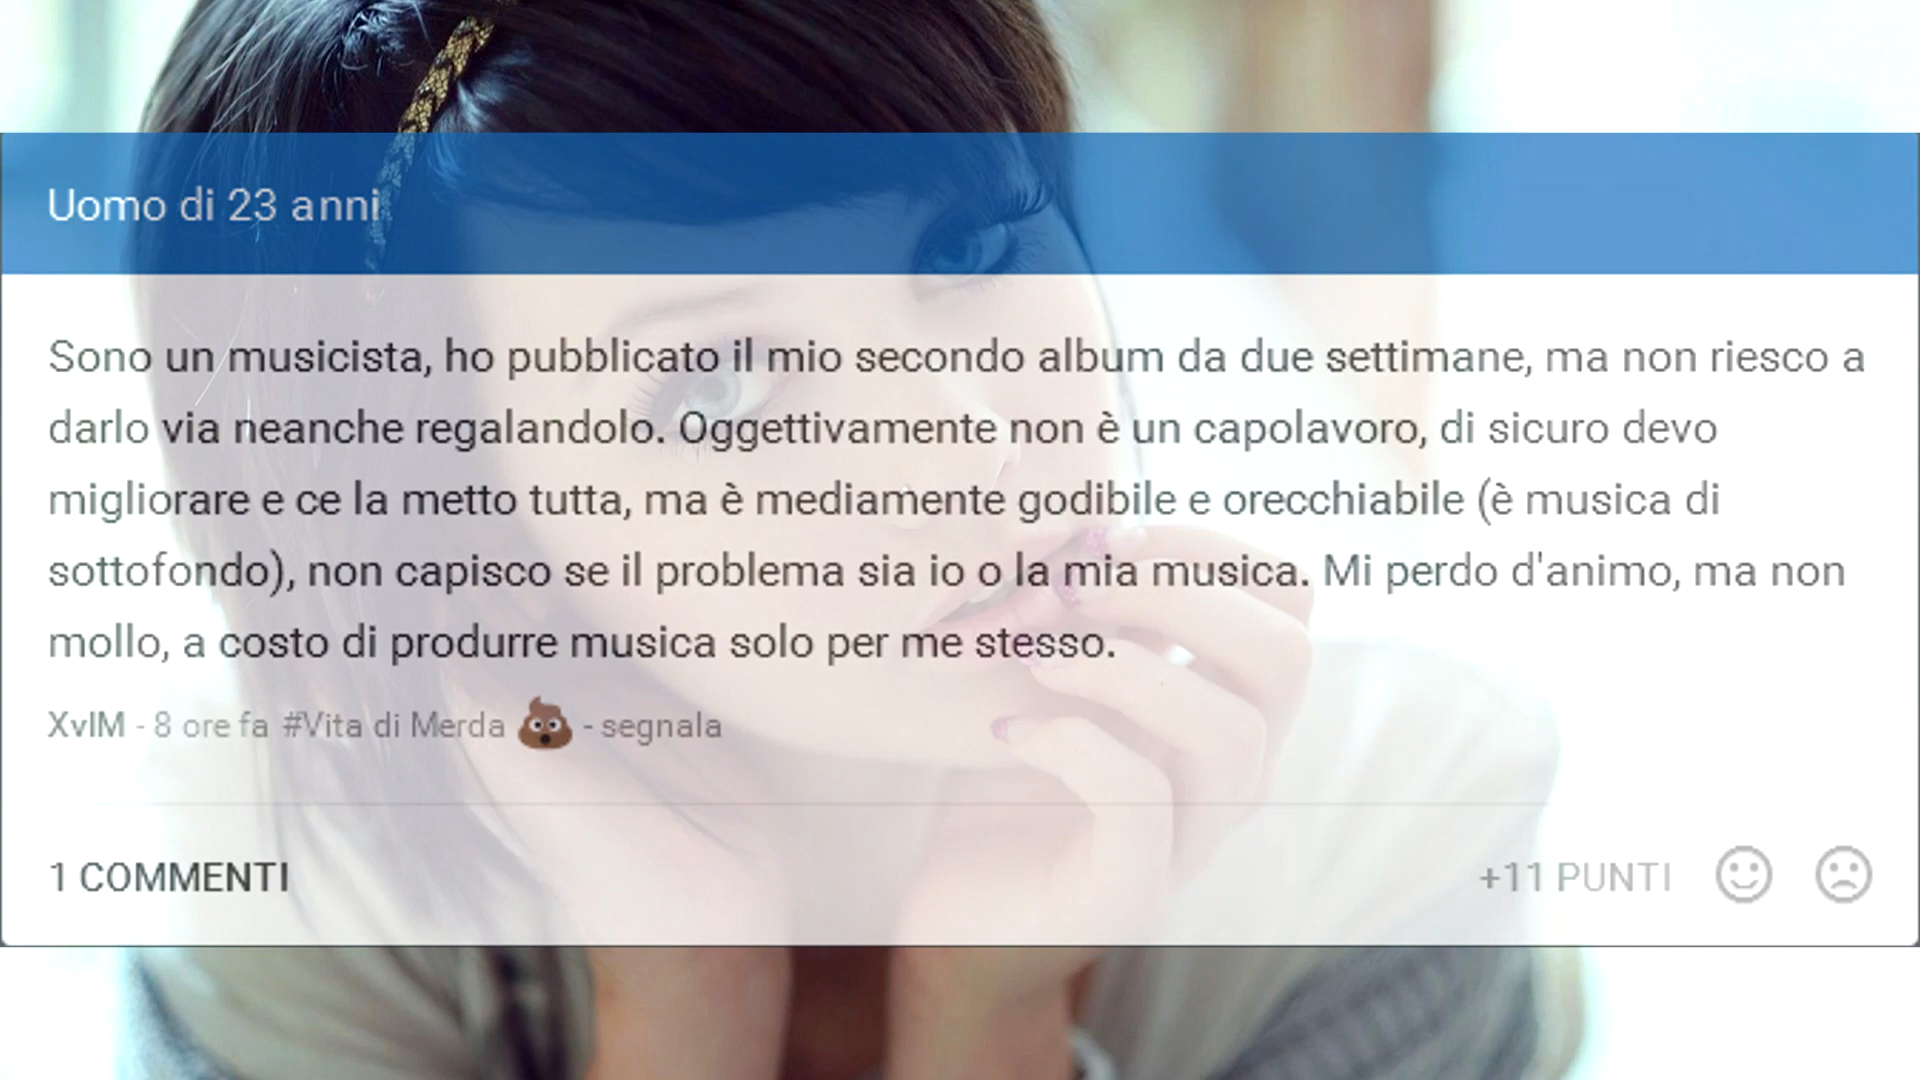 Uomo di 23 anni
Sono un musicista, ho pubblicato il mio secondo album da due settimane, ma non riesco a
darlo via neanche regalandolo. Oggettivamente non è un capolavoro, di sicuro devo
migliorare e ce la metto tutta, ma è mediamente godibile e orecchiabile (è musica di
sottofondo), non capisco se il problema sia io o la mia musica. Mi perdo d'animo, ma non
mollo, a costo di produrre musica solo per me stesso.
XvIM - 8 ore fa #Vita di Merda 💩 - segnala
1 COMMENTI +11 PUNTI